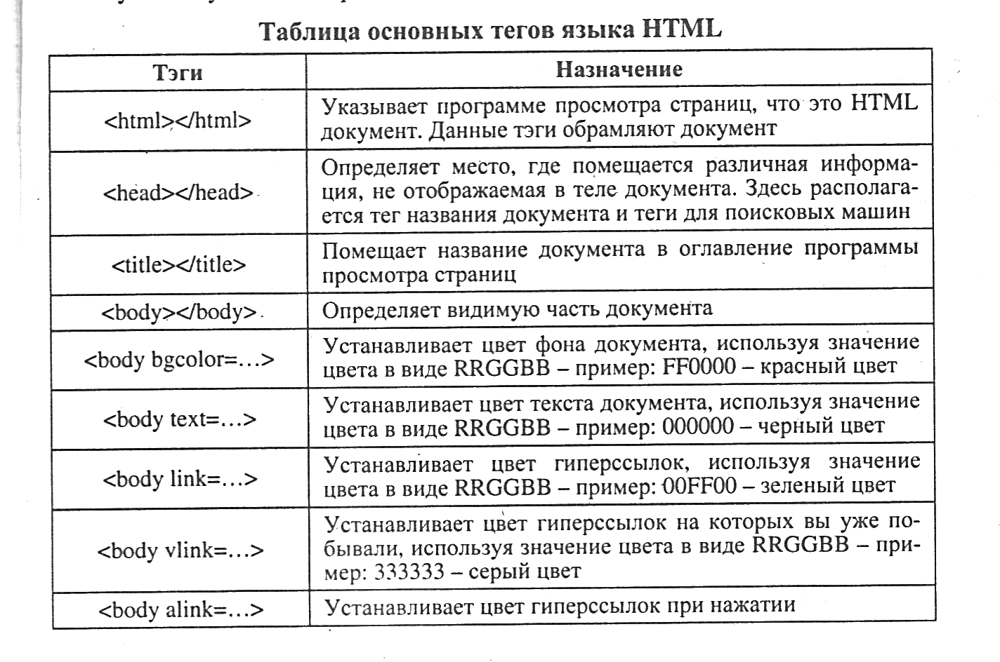 Таблица основных тегов языка HTML
Тэги
Назначение
<html></html>
Указывает программе просмотра страниц, что это HTML
документ. Данные тэги обрамляют документ
<head></head>
Определяет место, где помещается различная информа-
ция, не отображаемая в теле документа. Здесь располага-
ется тег названия документа и теги для поисковых машин
<title></title>
Помещает название документа в оглавление программы
просмотра страниц
<body></body>
Определяет видимую часть документа
<body bgcolor=...>
Устанавливает цвет фона документа, используя значение
цвета в виде RRGGBB – пример: FF0000 – красный цвет
<body text=...>
Устанавливает цвет текста документа, используя значение
цвета в виде RRGGBB – пример: 000000 – черный цвет
<body link=...>
Устанавливает цвет гиперссылок, используя значение
цвета в виде RRGGBB – пример: 00FF00 – зеленый цвет
<body vlink=...>
Устанавливает цвет гиперссылок на которых вы уже по-
бывали, используя значение цвета в виде RRGGBB – при-
мер: 333333 – серый цвет
<body alink=...>
Устанавливает цвет гиперссылок при нажатии